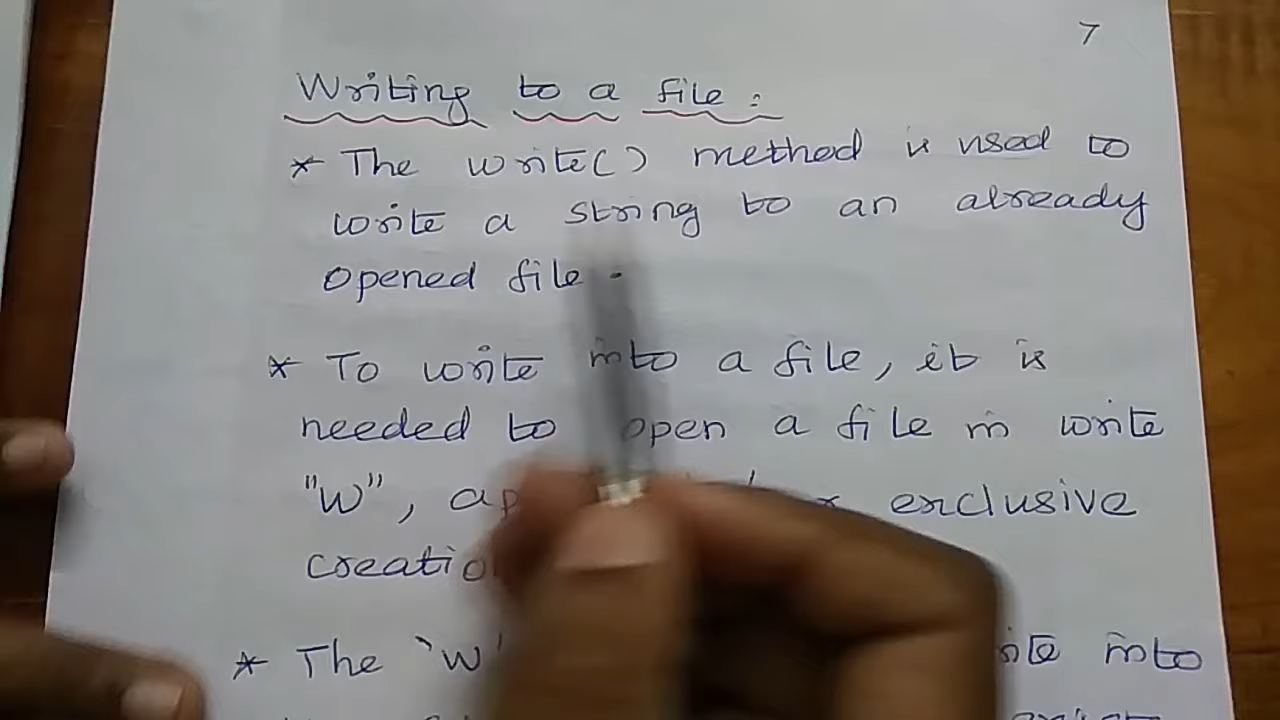 7
Writing to a file :
* The write() method is used to
write a string to an already
opened file.
* To write into a file, it is
needed to open a file in write
"W", exclusive
* The 'W' into